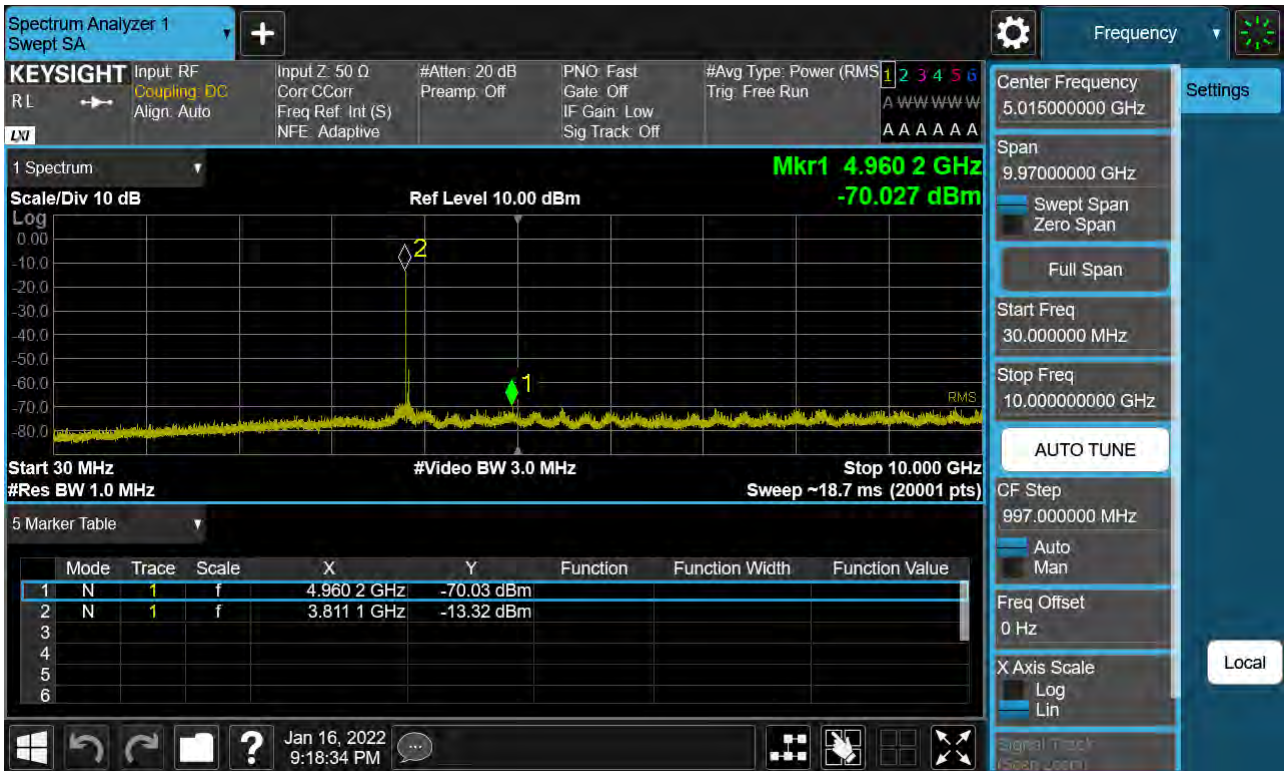 Spectrum Analyzer 1
Swept SA
+
Frequency
KEYSIGHT
RL
LXI
Input: RF
Coupling: DC
Align: Auto
Input Z: 50 Ω
Corr CCorr
Freq Ref: Int (S)
NFE: Adaptive
#Atten: 20 dB
Preamp: Off
PNO: Fast
Gate: Off
IF Gain: Low
Sig Track: Off
#Avg Type: Power (RMS
Trig: Free Run
1 2 3 4 5 6
A W W W W W
A A A A A A
1 Spectrum
Mkr1 4.960 2 GHz
Scale/Div 10 dB
Ref Level 10.00 dBm
-70.027 dBm
Log
0.00
-10.0
-20.0
-30.0
-40.0
-50.0
-60.0
-70.0
-80.0
2
1
RMS
Start 30 MHz
#Video BW 3.0 MHz
Stop 10.000 GHz
#Res BW 1.0 MHz
Sweep ~18.7 ms (20001 pts)
5 Marker Table
Mode Trace Scale X Y Function Function Width Function Value
1 N 1 f 4.960 2 GHz -70.03 dBm
2 N 1 f 3.811 1 GHz -13.32 dBm
3
4
5
6
?
Jan 16, 2022
9:18:34 PM
Center Frequency
5.015000000 GHz
Settings
Span
9.97000000 GHz
Swept Span
Zero Span
Full Span
Start Freq
30.000000 MHz
Stop Freq
10.000000000 GHz
AUTO TUNE
CF Step
997.000000 MHz
Auto
Man
Freq Offset
0 Hz
X Axis Scale
Log
Lin
Local
Signal Track
(Span Zoom)